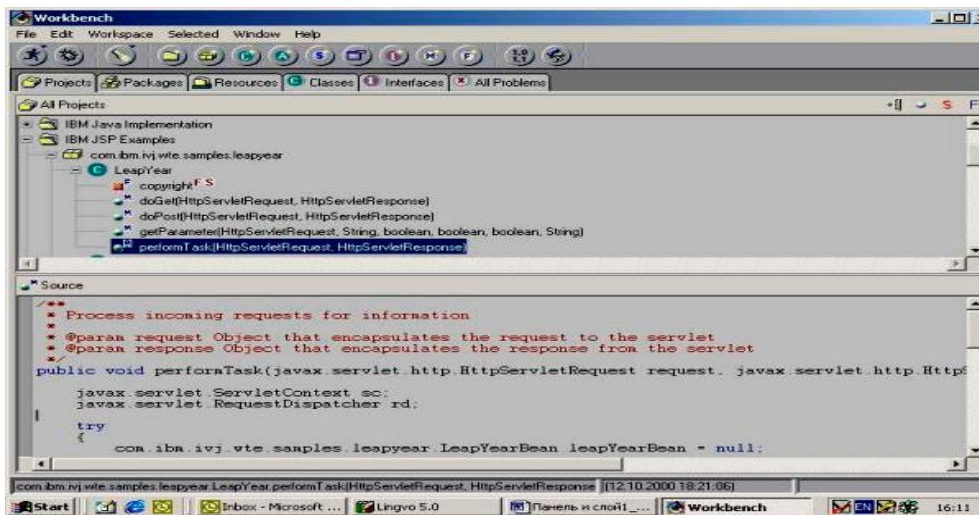 Workbench
File Edit Workspace Selected Window Help
Projects Packages Resources Classes Interfaces All Problems
All Projects
S F
IBM Java Implementation
IBM JSP Examples
com.ibm.ivj.wte.samples.leapyear
LeapYear
copyright F S
doGet(HttpServletRequest, HttpServletResponse)
doPost(HttpServletRequest, HttpServletResponse)
getParameter(HttpServletRequest, String, boolean, boolean, boolean, String)
performTask(HttpServletRequest, HttpServletResponse)
Source
/**
* Process incoming requests for information
*
* @param request Object that encapsulates the request to the servlet
* @param response Object that encapsulates the response from the servlet
*/
public void performTask(javax.servlet.http.HttpServletRequest request, javax.servlet.http.HttpS
javax.servlet.ServletContext sc;
javax.servlet.RequestDispatcher rd;
try
{
com.ibm.ivj.wte.samples.leapyear.LeapYearBean leapYearBean = null;
com.ibm.ivj.wte.samples.leapyear.LeapYear.performTask(HttpServletRequest, HttpServletResponse (12.10.2000 18:21:06)
Start Inbox - Microsoft ... Lingvo 5.0 Панель и слой1_... Workbench EN 16:11